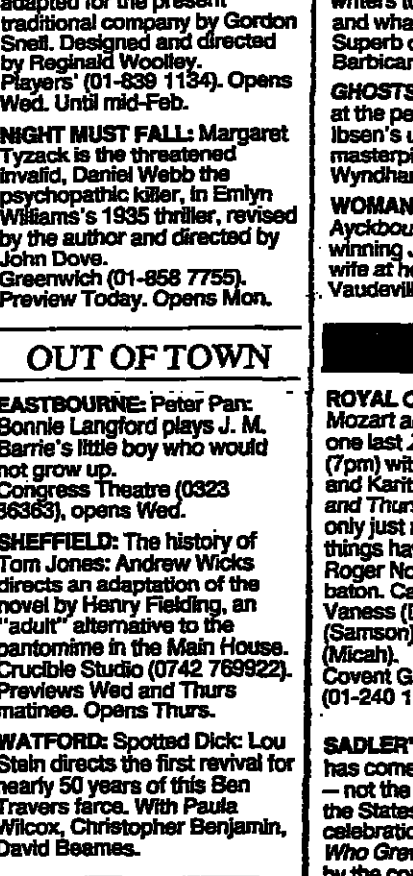 adapted for the present
traditional company by Gordon
Snell. Designed and directed
by Reginald Woolley.
Players' (01-839 1134). Opens
Wed. Until mid-Feb.
NIGHT MUST FALL: Margaret
Tyzack is the threatened
invalid, Daniel Webb the
psychopathic killer, in Emlyn
Williams's 1935 thriller, revised
by the author and directed by
John Dove.
Greenwich (01-858 7755).
Preview Today. Opens Mon.
OUT OF TOWN
EASTBOURNE: Peter Pan:
Bonnie Langford plays J. M.
Barrie's little boy who would
not grow up.
Congress Theatre (0323
36363), opens Wed.
SHEFFIELD: The history of
Tom Jones: Andrew Wicks
directs an adaptation of the
novel by Henry Fielding, an
"adult" alternative to the
pantomime in the Main House.
Crucible Studio (0742 769922).
Previews Wed and Thurs
matinee. Opens Thurs.
WATFORD: Spotted Dick: Lou
Stein directs the first revival for
nearly 50 years of this Ben
Travers farce. With Paula
Wilcox, Christopher Benjamin,
David Beames.
writers to
and wha
Superb c
Barbican
GHOSTS
at the pe
Ibsen's u
masterpi
Wyndhar
WOMAN
Ayckbou
winning J
wife at he
Vaudevill
ROYAL O
Mozart a
one last
(7pm) wit
and Karit
and Thur
only just
things ha
Roger No
baton. Ca
Vaness (
(Samson)
(Micah).
Covent G
(01-240 1
SADLER'
has come
— not the
the States
celebratio
Who Gre
by the co